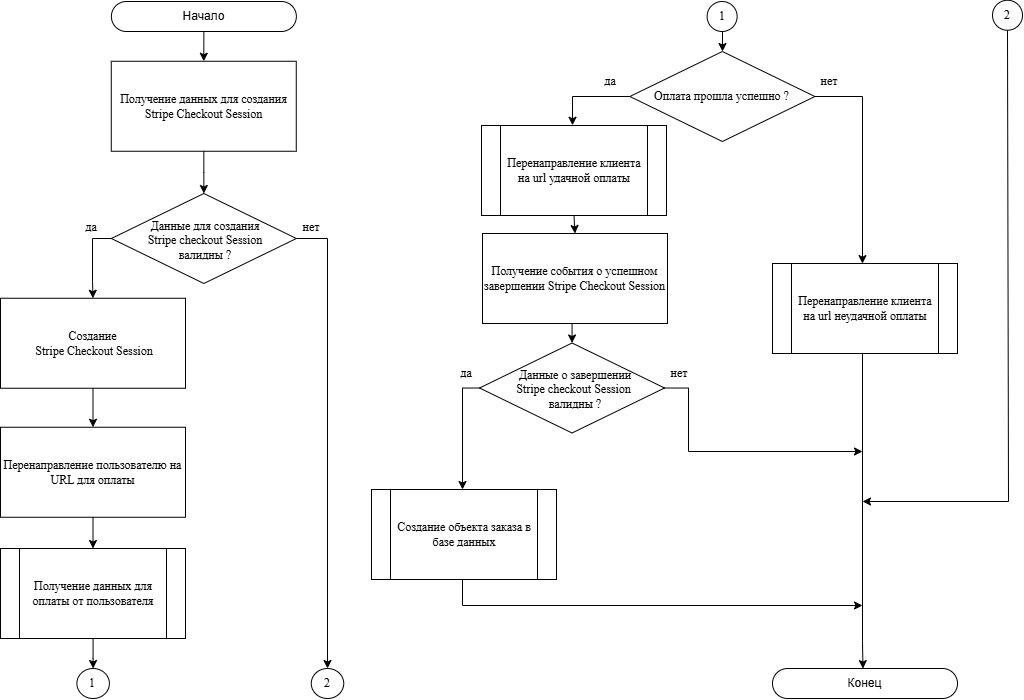 Начало
Получение данных для создания
Stripe Checkout Session
Данные для создания
Stripe checkout Session
валидны ?
да
нет
Создание
Stripe Checkout Session
Перенаправление пользователю на
URL для оплаты
Получение данных для
оплаты от пользователя
1
2
1
2
Оплата прошла успешно ?
да
нет
Перенаправление клиента
на url удачной оплаты
Получение события о успешном
завершении Stripe Checkout Session
Перенаправление клиента
на url неудачной оплаты
Данные о завершении
Stripe checkout Session
валидны ?
да
нет
Создание объекта заказа в
базе данных
Конец